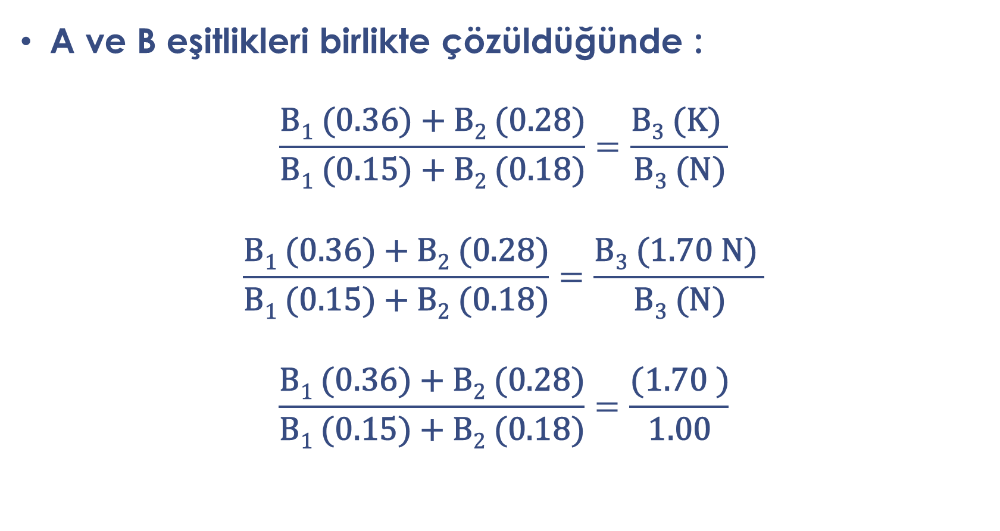 • A ve B eşitlikleri birlikte çözüldüğünde :
B₁ (0.36) + B₂ (0.28) / B₁ (0.15) + B₂ (0.18) = B₃ (K) / B₃ (N)
B₁ (0.36) + B₂ (0.28) / B₁ (0.15) + B₂ (0.18) = B₃ (1.70 N) / B₃ (N)
B₁ (0.36) + B₂ (0.28) / B₁ (0.15) + B₂ (0.18) = (1.70 ) / 1.00